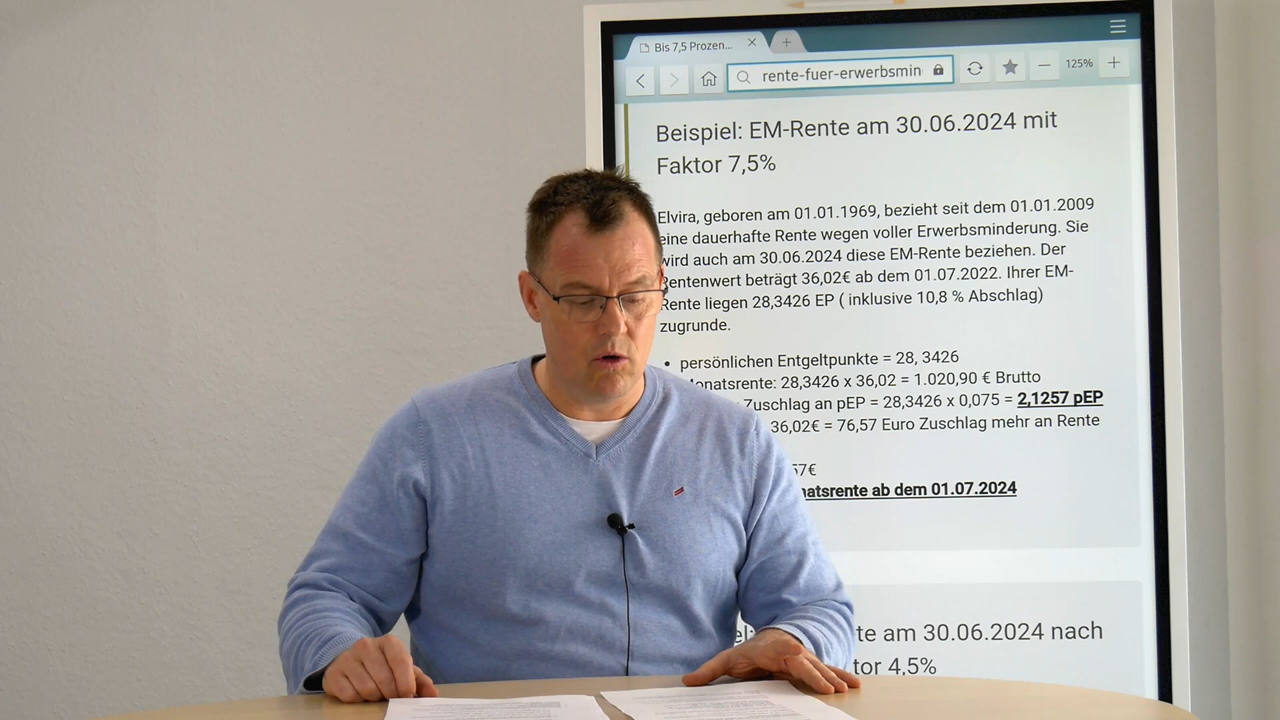 Bis 7,5 Prozen...
rente-fuer-erwerbsmin
125%
Beispiel: EM-Rente am 30.06.2024 mit
Faktor 7,5%
Elvira, geboren am 01.01.1969, bezieht seit dem 01.01.2009
eine dauerhafte Rente wegen voller Erwerbsminderung. Sie
wird auch am 30.06.2024 diese EM-Rente beziehen. Der
Rentenwert beträgt 36,02€ ab dem 01.07.2022. Ihrer EM-
Rente liegen 28,3426 EP ( inklusive 10,8 % Abschlag)
zugrunde.
• persönlichen Entgeltpunkte = 28, 3426
onatsrente: 28,3426 x 36,02 = 1.020,90 € Brutto
Zuschlag an pEP = 28,3426 x 0,075 = 2,1257 pEP
36,02€ = 76,57 Euro Zuschlag mehr an Rente
57€
natsrente ab dem 01.07.2024
te am 30.06.2024 nach
tor 4,5%